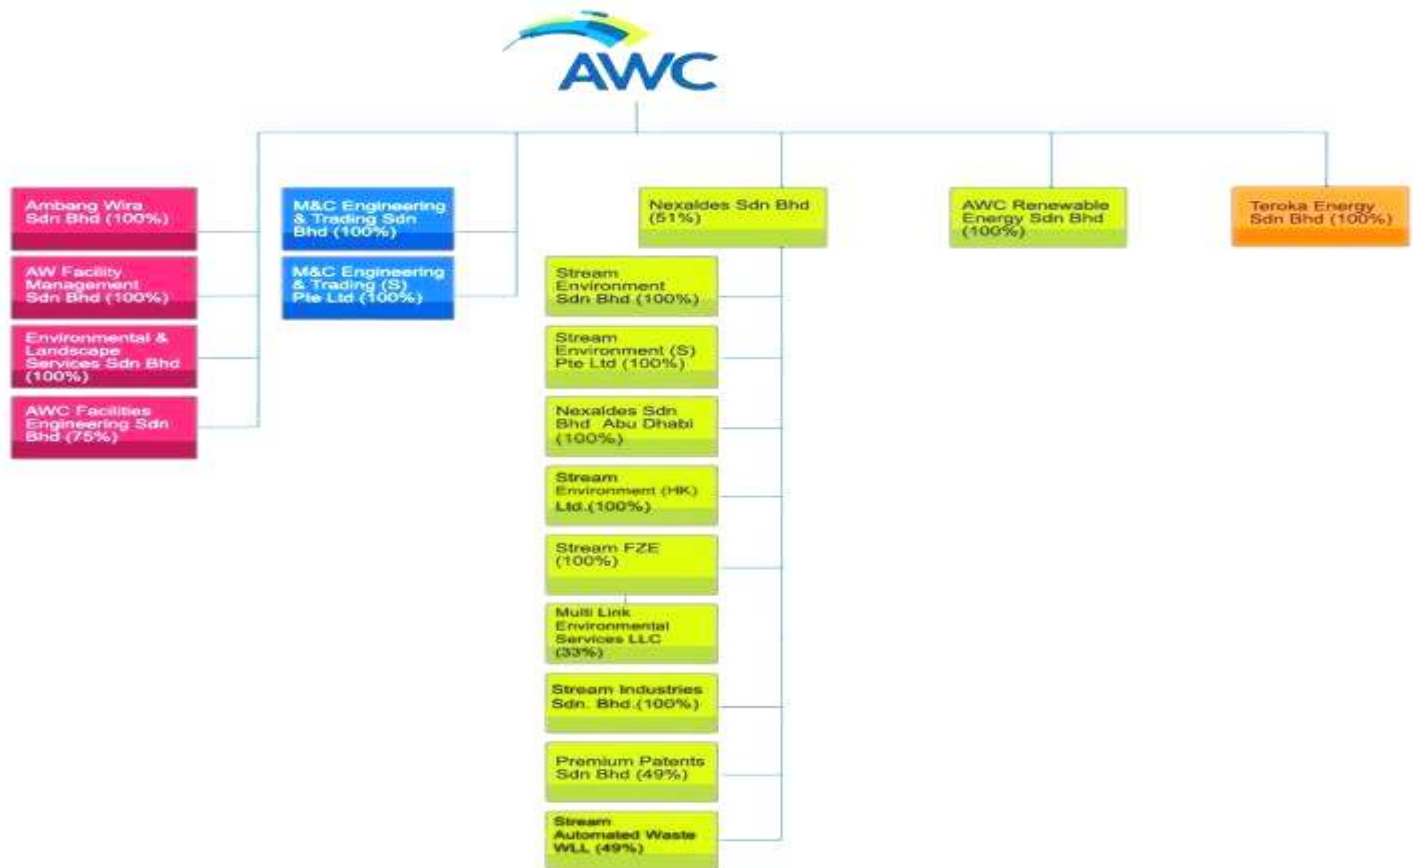 AWC
Ambang Wira
Sdn Bhd (100%)
AW Facility
Management
Sdn Bhd (100%)
Environmental &
Landscape
Services Sdn Bhd
(100%)
AWC Facilities
Engineering Sdn
Bhd (75%)
M&C Engineering
& Trading Sdn
Bhd (100%)
M&C Engineering
& Trading (S)
Pte Ltd (100%)
Nexaldes Sdn Bhd
(51%)
Stream
Environment
Sdn Bhd (100%)
Stream
Environment (S)
Pte Ltd (100%)
Nexaldes Sdn
Bhd Abu Dhabi
(100%)
Stream
Environment (HK)
Ltd.(100%)
Stream FZE
(100%)
Multi Link
Environmental
Services LLC
(33%)
Stream Industries
Sdn. Bhd.(100%)
Premium Patents
Sdn Bhd (49%)
Stream
Automated Waste
WLL (49%)
AWC Renewable
Energy Sdn Bhd
(100%)
Teroka Energy
Sdn Bhd (100%)